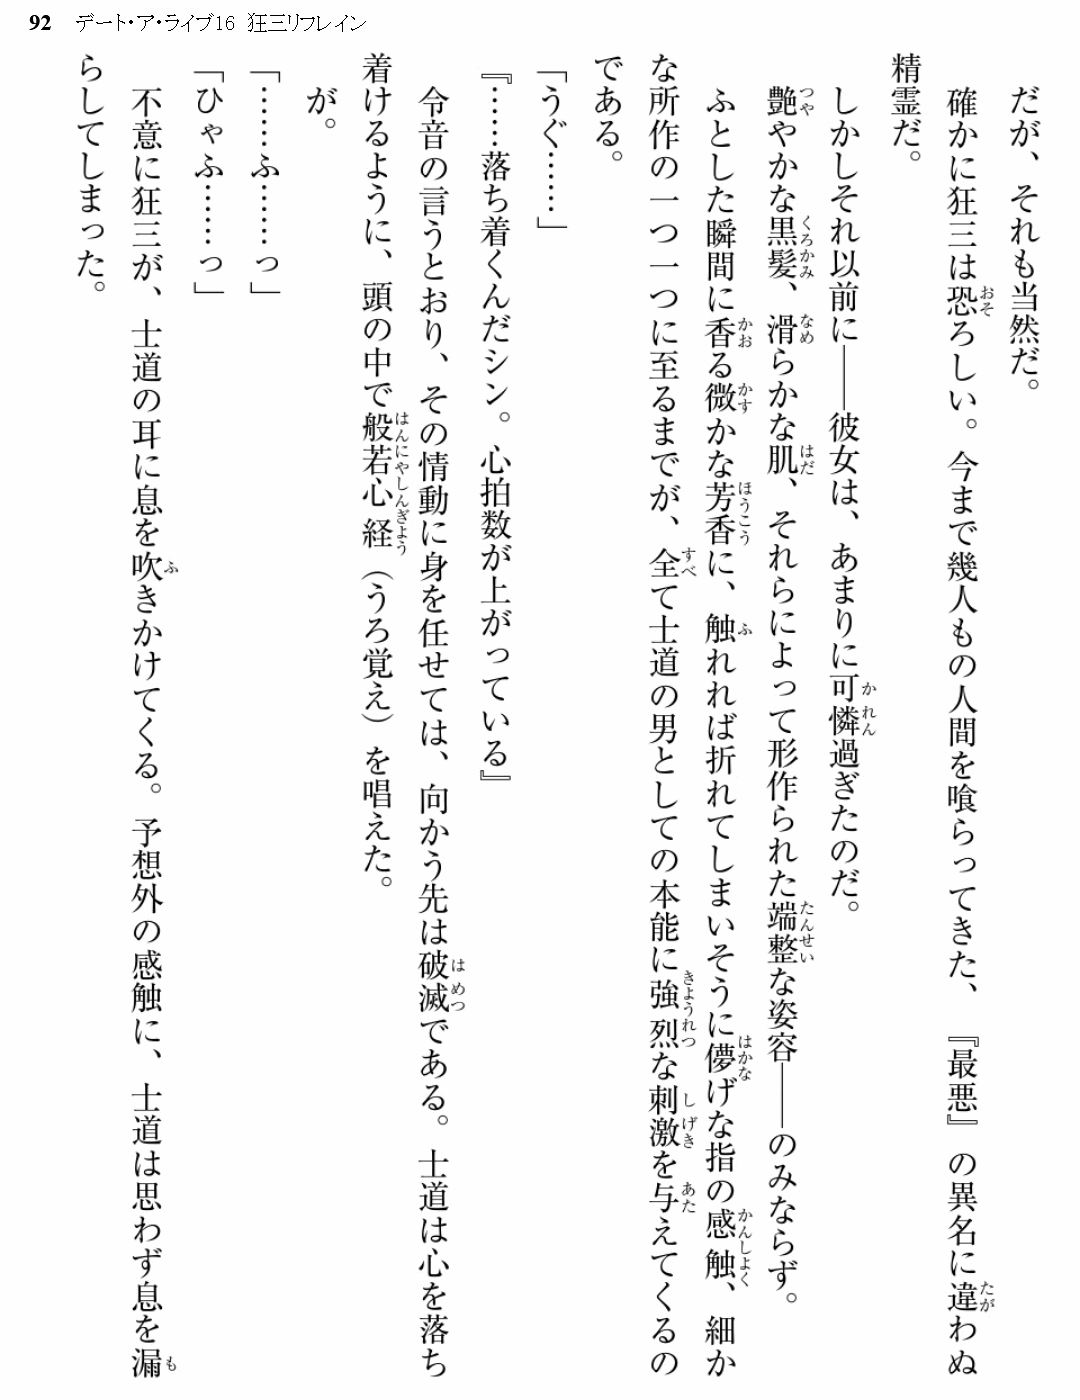 92 デート・ア・ライブ16 狂三リフレイン
だが、それも当然だ。
確かに狂三は恐ろしい。今まで幾人もの人間を喰らってきた、『最悪』の異名に違わぬ
精霊だ。
しかしそれ以前に――彼女は、あまりに可憐過ぎたのだ。
艶やかな黒髪、滑らかな肌、それらによって形作られた端整な姿容――のみならず。
ふとした瞬間に香る微かな芳香に、触れれば折れてしまいそうに儚げな指の感触、細か
な所作の一つ一つに至るまでが、全て士道の男としての本能に強烈な刺激を与えてくるの
である。
「うぐ……」
『……落ち着くんだシン。心拍数が上がっている』
令音の言うとおり、その情動に身を任せては、向かう先は破滅である。士道は心を落ち
着けるように、頭の中で般若心経（うろ覚え）を唱えた。
が。
「……ふ……っ」
「ひゃふ……っ」
不意に狂三が、士道の耳に息を吹きかけてくる。予想外の感触に、士道は思わず息を漏
らしてしまった。